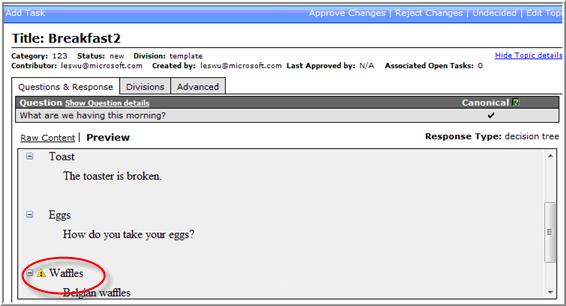 Add Task Approve Changes | Reject Changes | Undecided | Edit Top
Title: Breakfast2
Category: 123 Status: new Division: template Hide Topic details
Contributor: leswu@microsoft.com Created by: leswu@microsoft.com Last Approved by: N/A Associated Open Tasks: 0
Questions & Response Divisions Advanced
Question Show Question details Canonical ?
What are we having this morning? ✔
Raw Content | Preview Response Type: decision tree
Toast
The toaster is broken.
Eggs
How do you take your eggs?
Waffles
Belgian waffles